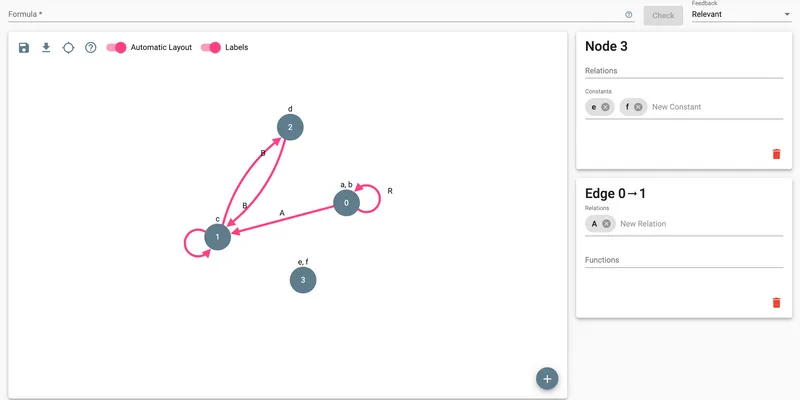 Formula *
Check
Feedback
Relevant
Automatic Layout
Labels
d
2
B
a, b
0
R
B
A
c
1
e, f
3
Node 3
Relations
Constants
e
f
New Constant
Edge 0→1
Relations
A
New Relation
Functions